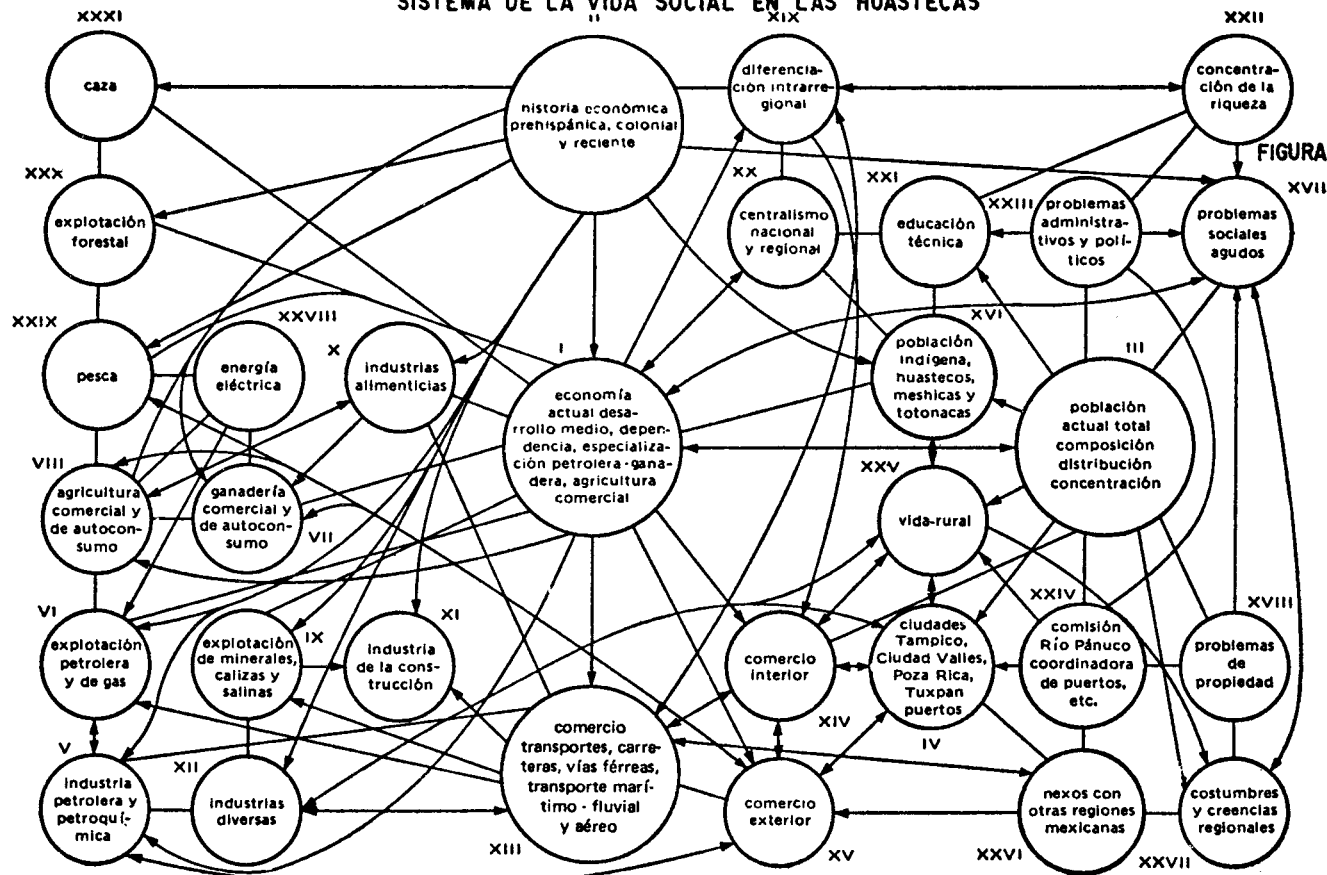 SISTEMA DE LA VIDA SOCIAL EN LAS HUASTECAS
XXXI
caza
II
historia económica
prehispánica, colonial
y reciente
XIX
diferencia-
ción intrarre-
gional
XXII
concentra-
ción de la
riqueza
FIGURA
XXX
explotación
forestal
XX
centralismo
nacional
y regional
XXI
educación
técnica
XXIII
problemas
administra-
tivos y polí-
ticos
XVII
problemas
sociales
agudos
XXIX
pesca
XXVIII
energía
eléctrica
X
industrias
alimenticias
I
economía
actual desa-
rrollo medio, depen-
dencia, especializa-
ción petrolera-gana-
dera, agricultura
comercial
XVI
población
indígena,
huastecos,
meshicas y
totonacas
III
población
actual total
composición
distribución
concentración
VIII
agricultura
comercial y
de autocon-
sumo
ganadería
comercial y
de autocon-
sumo
VII
XXV
vida-rural
VI
explotación
petrolera
y de gas
IX
explotación
de minerales,
calizas y
salinas
XI
industria
de la cons-
trucción
comercio
interior
XIV
ciudades
Tampico,
Ciudad Valles,
Poza Rica,
Tuxpan
puertos
IV
XXIV
comisión
Río Pánuco
coordinadora
de puertos,
etc.
XVIII
problemas
de
propiedad
V
industria
petrolera y
petroquí-
mica
XII
industrias
diversas
comercio
transportes, carre-
teras, vías férreas,
transporte marí-
timo - fluvial
y aéreo
XIII
comercio
exterior
XV
nexos con
otras regiones
mexicanas
XXVI
costumbres
y creencias
regionales
XXVII